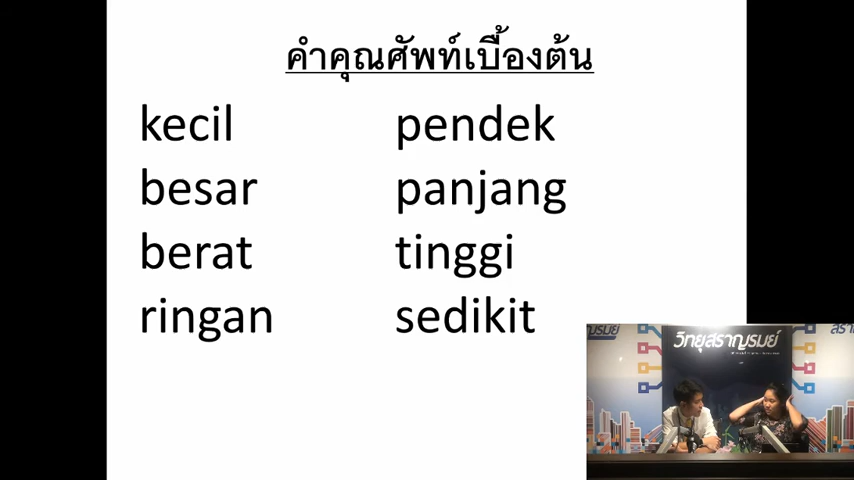 คำคุณศัพท์เบื้องต้น
kecil
besar
berat
ringan
pendek
panjang
tinggi
sedikit
วิทยุสราญรมย์